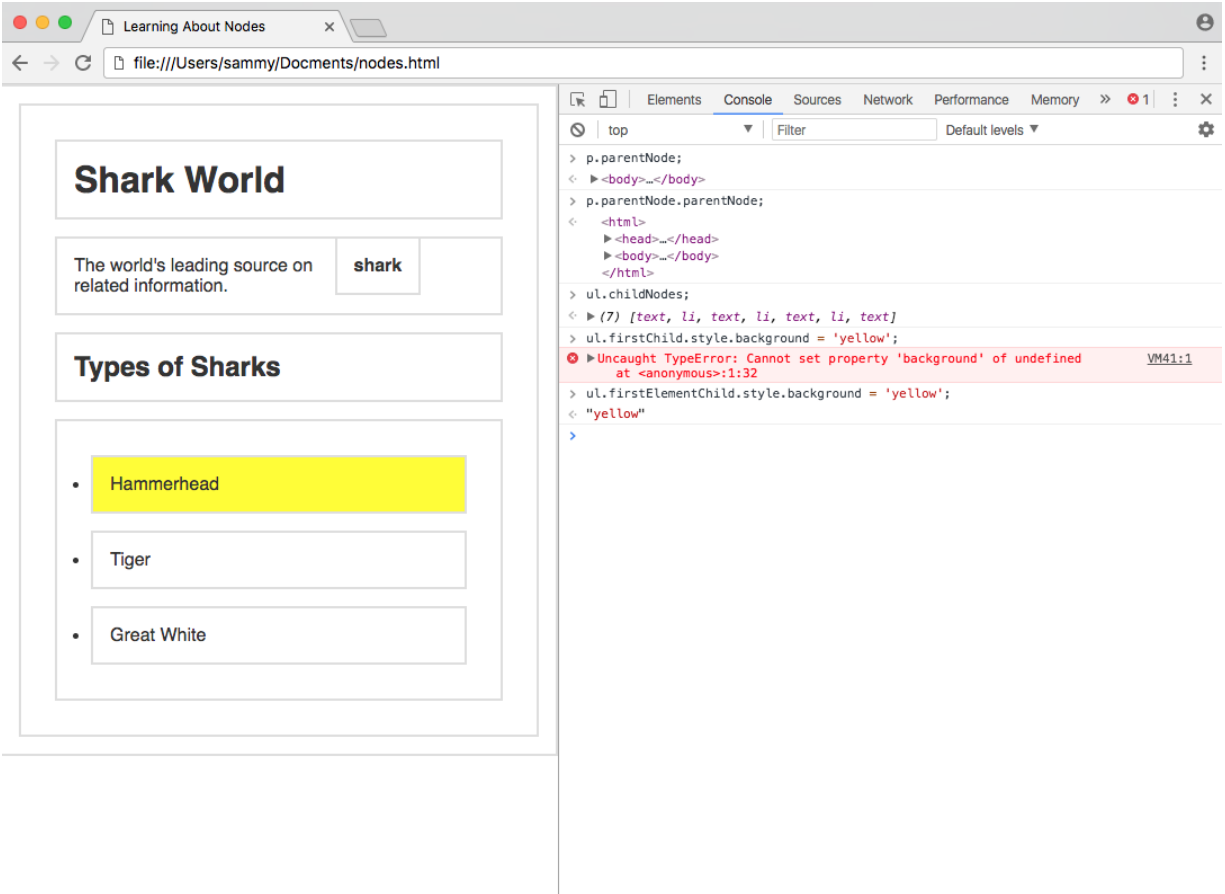 Learning About Nodes
file:///Users/sammy/Docments/nodes.html
Shark World
The world's leading source on shark
related information.
Types of Sharks
Hammerhead
Tiger
Great White
Elements Console Sources Network Performance Memory » 1
top Filter Default levels
> p.parentNode;
<body>…</body>
> p.parentNode.parentNode;
<html>
<head>…</head>
<body>…</body>
</html>
> ul.childNodes;
(7) [text, li, text, li, text, li, text]
> ul.firstChild.style.background = 'yellow';
Uncaught TypeError: Cannot set property 'background' of undefined VM41:1
at <anonymous>:1:32
> ul.firstElementChild.style.background = 'yellow';
"yellow"
>